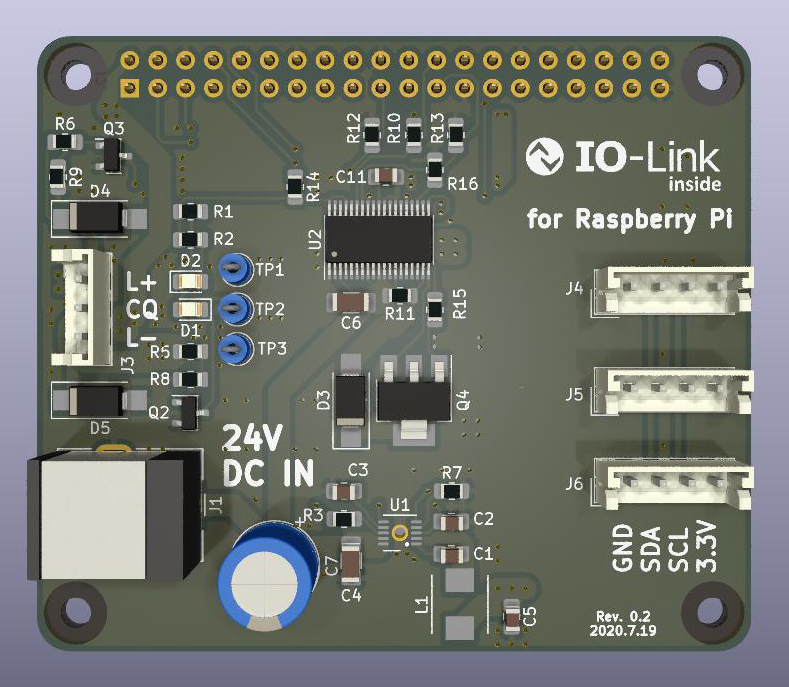 R12
R10
R13
R6
Q3
IO-Link
inside
for Raspberry Pi
R9
C11
R14
R16
D4
R1
R2
U2
D2
TP1
L+
CQ
L-
TP2
J4
R15
C6
R11
D1
TP3
R5
J3
R8
Q2
D3
Q4
J5
D5
24V
DC IN
C3
R7
J6
J1
R3
U1
C2
+
C7
C1
C4
L1
C5
GND
SDA
SCL
3.3V
Rev. 0.2
2020.7.19